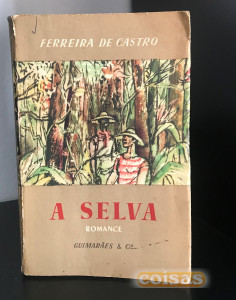 FERREIRA DE CASTRO
A SELVA
ROMANCE
GUIMARÃES & C.ª
coisas